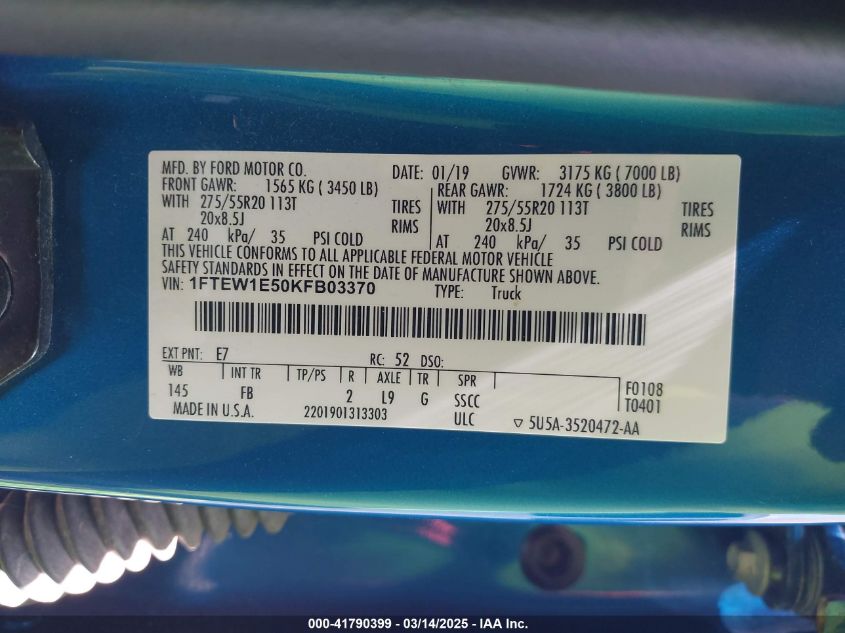 MFD. BY FORD MOTOR CO. DATE: 01/19 GVWR: 3175 KG ( 7000 LB)
FRONT GAWR: 1565 KG ( 3450 LB) REAR GAWR: 1724 KG ( 3800 LB)
WITH 275/55R20 113T TIRES WITH 275/55R20 113T TIRES
20x8.5J RIMS 20x8.5J RIMS
AT 240 kPa/ 35 PSI COLD AT 240 kPa/ 35 PSI COLD
THIS VEHICLE CONFORMS TO ALL APPLICABLE FEDERAL MOTOR VEHICLE
SAFETY STANDARDS IN EFFECT ON THE DATE OF MANUFACTURE SHOWN ABOVE.
VIN: 1FTEW1E50KFB03370 TYPE: Truck
EXT PNT: E7 RC: 52 DSO:
WB INT TR TP/PS R AXLE TR SPR F0108
145 FB 2 L9 G SSCC T0401
MADE IN U.S.A. 2201901313303 ULC ▽ 5U5A-3520472-AA
000-41790399 - 03/14/2025 - IAA Inc.